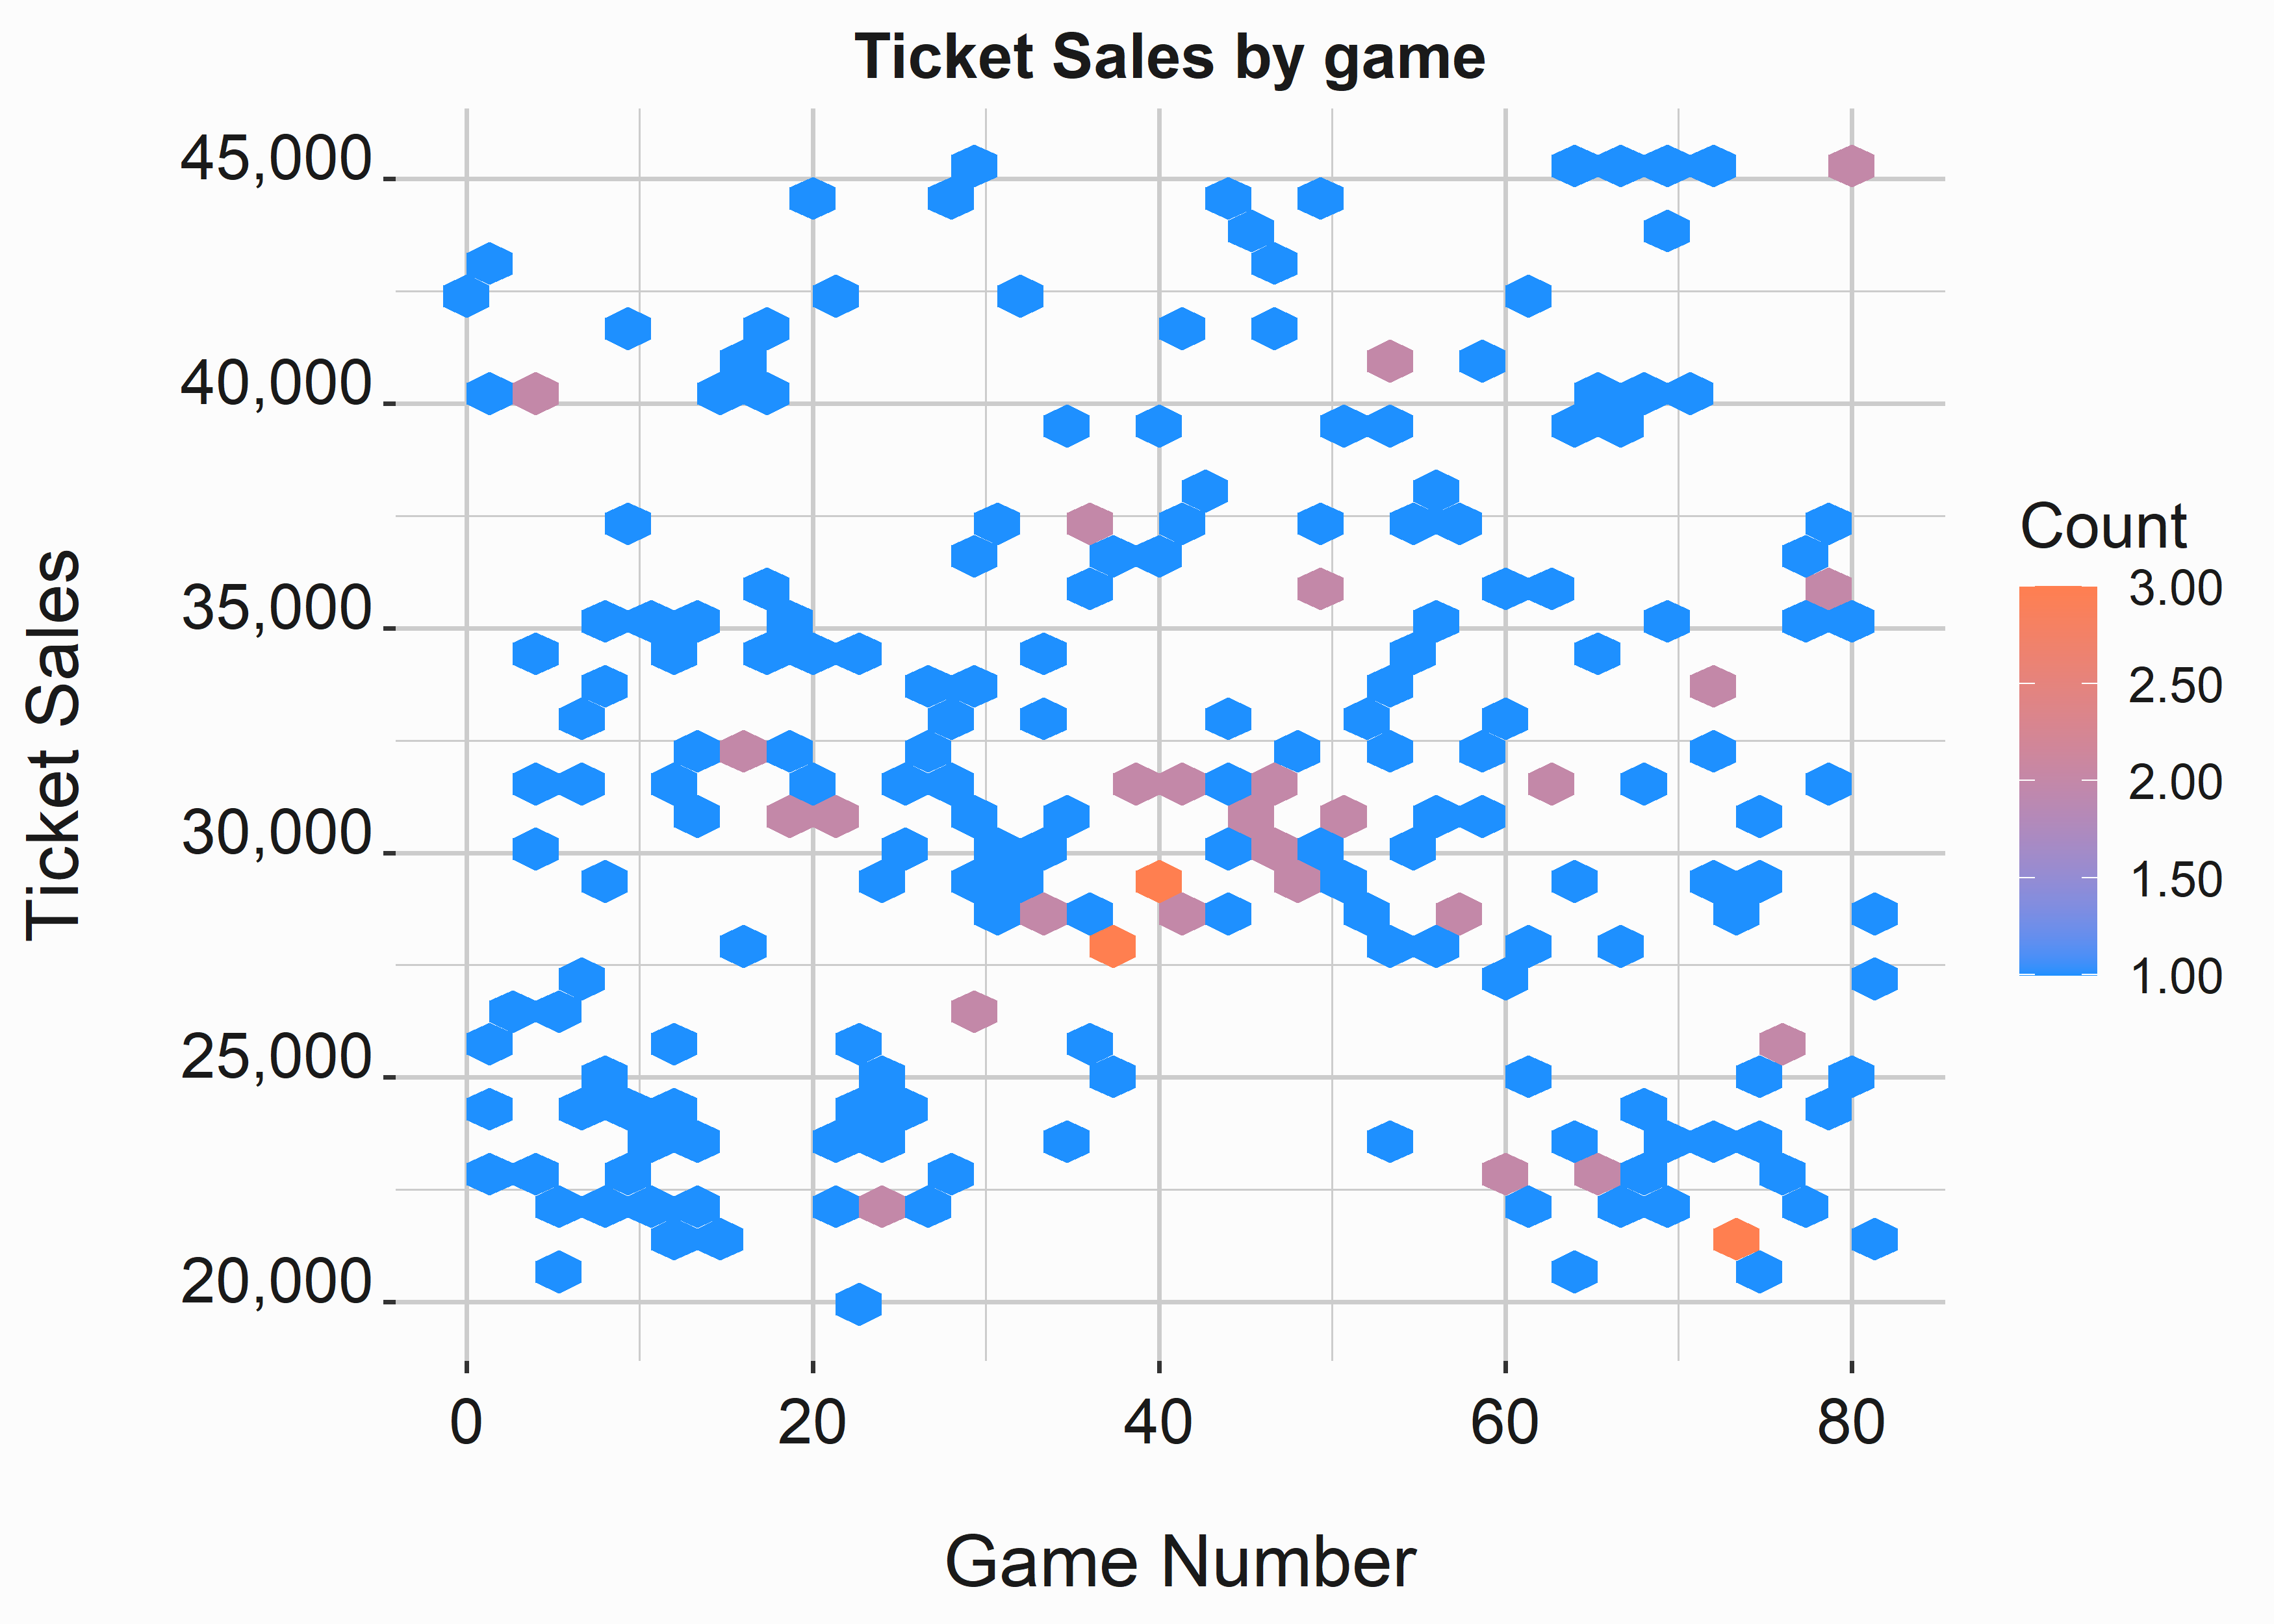 Ticket Sales by game
Ticket Sales
45,000
40,000
35,000
30,000
25,000
20,000
0 20 40 60 80
Game Number
Count
3.00
2.50
2.00
1.50
1.00